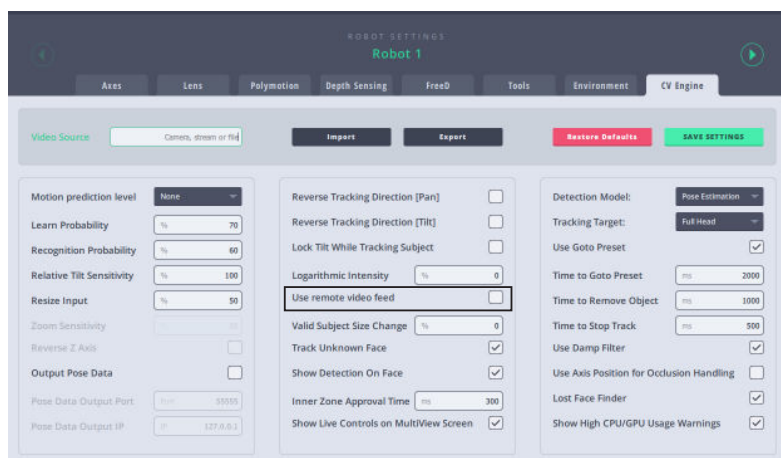 ROBOT SETTINGS
Robot 1
Axes Lens Polymotion Depth Sensing FreeD Tools Environment CV Engine
Video Source Camera, stream or file Import Export Restore Defaults SAVE SETTINGS
Motion prediction level None
Learn Probability % 70
Recognition Probability % 60
Relative Tilt Sensitivity % 100
Resize Input % 50
Zoom Sensitivity
Reverse Z Axis
Output Pose Data
Pose Data Output Port Port 55555
Pose Data Output IP IP 127.0.0.1
Reverse Tracking Direction [Pan]
Reverse Tracking Direction [Tilt]
Lock Tilt While Tracking Subject
Logarithmic Intensity % 0
Use remote video feed
Valid Subject Size Change % 0
Track Unknown Face
Show Detection On Face
Inner Zone Approval Time ms 300
Show Live Controls on MultiView Screen
Detection Model: Pose Estimation
Tracking Target: Full Head
Use Goto Preset
Time to Goto Preset ms 2000
Time to Remove Object ms 1000
Time to Stop Track ms 500
Use Damp Filter
Use Axis Position for Occlusion Handling
Lost Face Finder
Show High CPU/GPU Usage Warnings